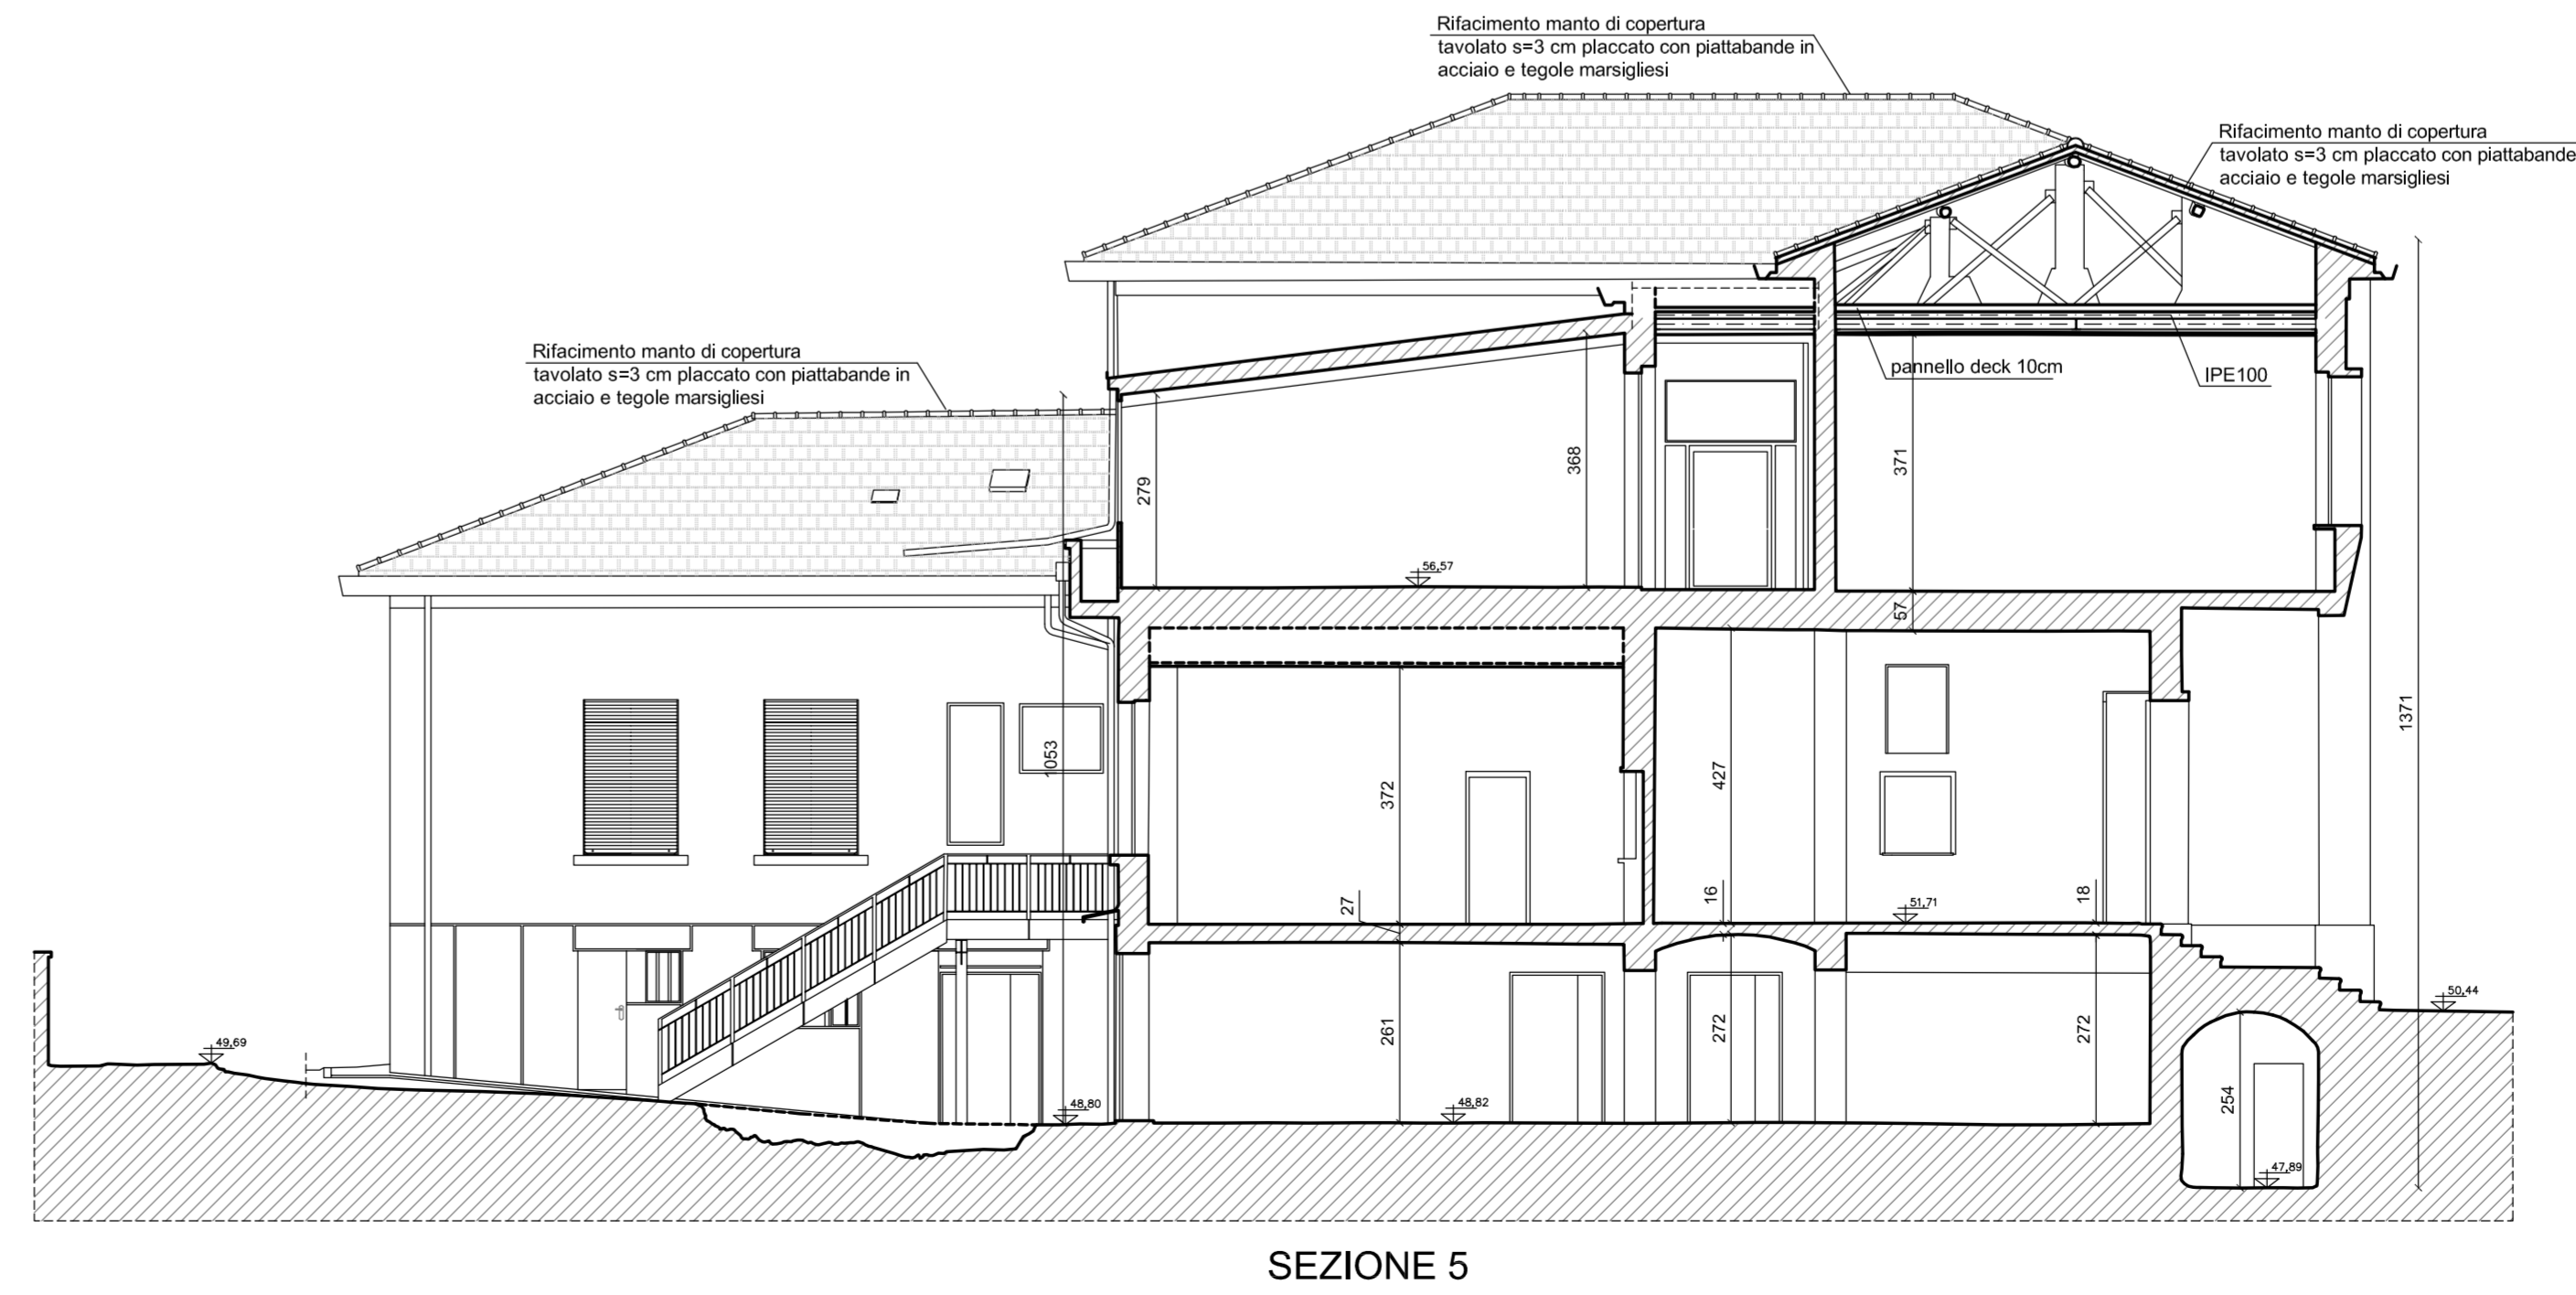 Rifacimento manto di copertura
tavolato s=3 cm placcato con piattabande in
acciaio e tegole marsigliesi
Rifacimento manto di copertura
tavolato s=3 cm placcato con piattabande
acciaio e tegole marsigliesi
Rifacimento manto di copertura
tavolato s=3 cm placcato con piattabande in
acciaio e tegole marsigliesi
pannello deck 10cm
IPE100
279
368
371
56,57
57
1053
372
427
1371
27
16
51,71
18
49,69
48,80
261
48,82
272
272
50,44
254
47,89
SEZIONE 5